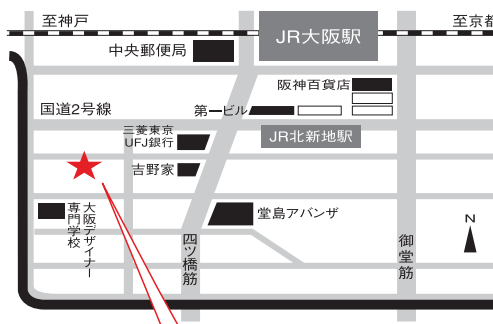 至神戸
至京都
JR大阪駅
中央郵便局
阪神百貨店
国道2号線
第一ビル
三菱東京
UFJ銀行
JR北新地駅
吉野家
大阪デザイナー
専門学校
堂島アバンザ
四ツ橋筋
御堂筋
N